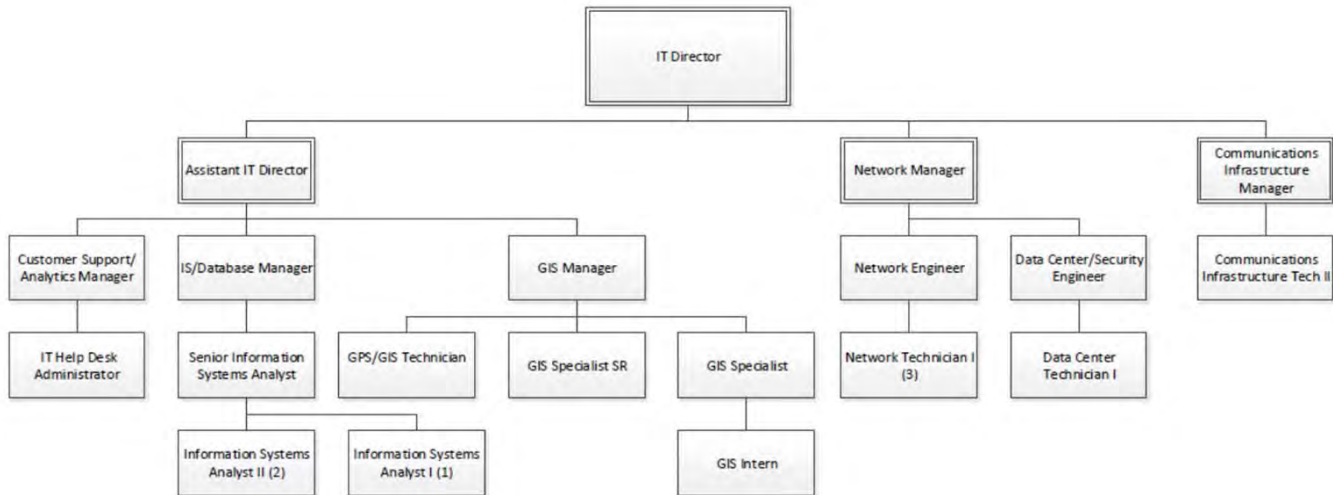 IT Director
Assistant IT Director
Network Manager
Communications
Infrastructure
Manager
Customer Support/
Analytics Manager
IS/Database Manager
GIS Manager
Network Engineer
Data Center/Security
Engineer
Communications
Infrastructure Tech II
IT Help Desk
Administrator
Senior Information
Systems Analyst
GPS/GIS Technician
GIS Specialist SR
GIS Specialist
Network Technician I
(3)
Data Center
Technician I
Information Systems
Analyst II (2)
Information Systems
Analyst I (1)
GIS Intern